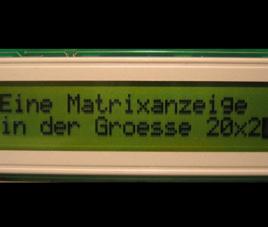 Eine Matrixanzeige
in der Groesse 20x2